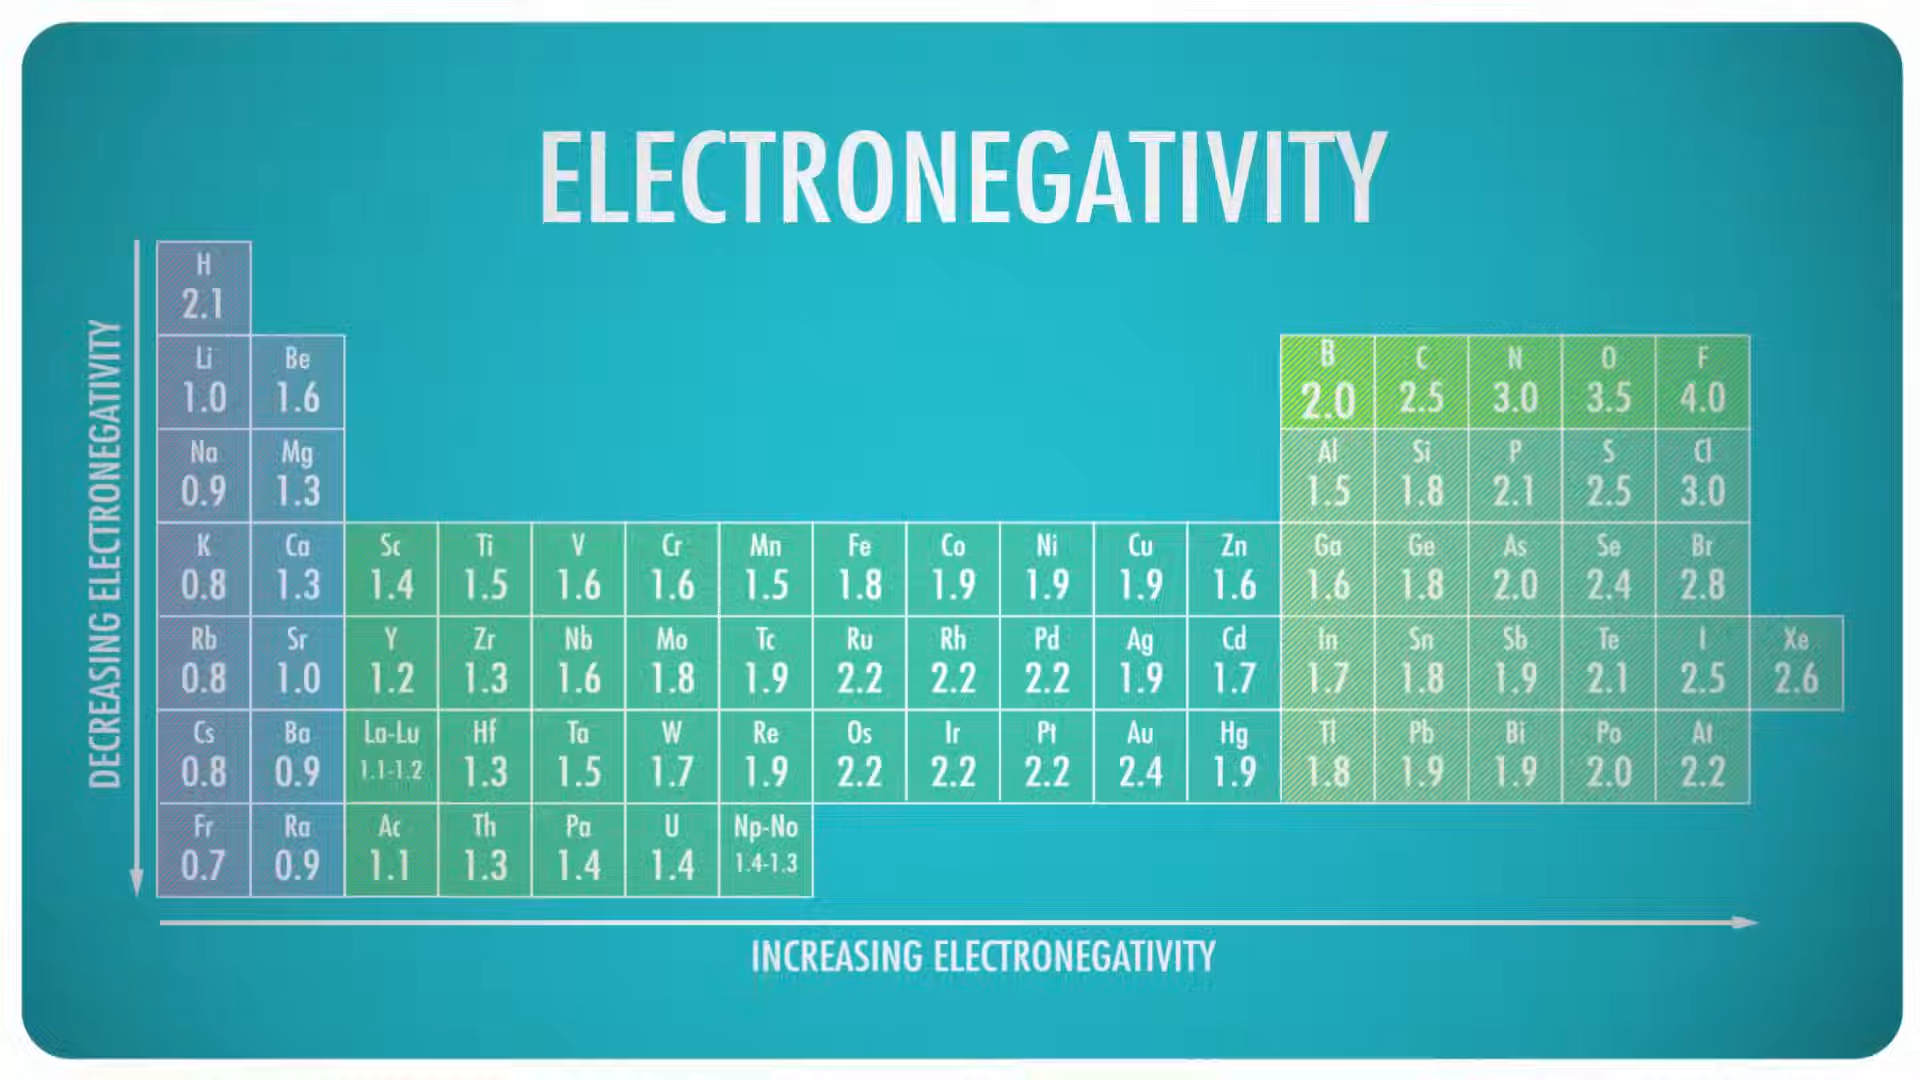 ELECTRONEGATIVITY
DECREASING ELECTRONEGATIVITY
H
2.1
Li Be B C N O F
1.0 1.6 2.0 2.5 3.0 3.5 4.0
Na Mg Al Si P S Cl
0.9 1.3 1.5 1.8 2.1 2.5 3.0
K Ca Sc Ti V Cr Mn Fe Co Ni Cu Zn Ga Ge As Se Br
0.8 1.3 1.4 1.5 1.6 1.6 1.5 1.8 1.9 1.9 1.9 1.6 1.6 1.8 2.0 2.4 2.8
Rb Sr Y Zr Nb Mo Tc Ru Rh Pd Ag Cd In Sn Sb Te I Xe
0.8 1.0 1.2 1.3 1.6 1.8 1.9 2.2 2.2 2.2 1.9 1.7 1.7 1.8 1.9 2.1 2.5 2.6
Cs Ba La-Lu Hf Ta W Re Os Ir Pt Au Hg Tl Pb Bi Po At
0.8 0.9 1.1-1.2 1.3 1.5 1.7 1.9 2.2 2.2 2.2 2.4 1.9 1.8 1.9 1.9 2.0 2.2
Fr Ra Ac Th Pa U Np-No
0.7 0.9 1.1 1.3 1.4 1.4 1.4-1.3
INCREASING ELECTRONEGATIVITY